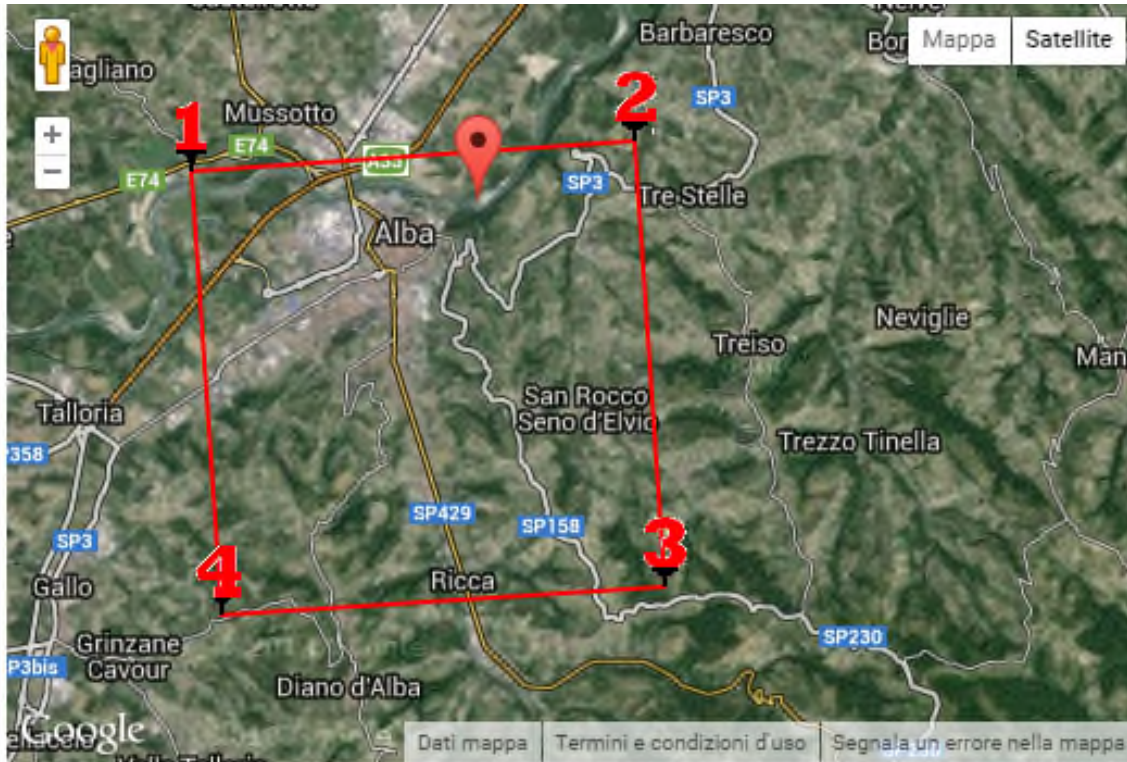 Barbaresco
Mappa
Satellite
agliano
SP3
2
Mussotto
1
E74
E74
A33
SP3
Tre Stelle
Alba
Neviglie
Treiso
Man
San Rocco
Seno d'Elvio
Talloria
Trezzo Tinella
P358
SP429
SP158
SP3
3
4
Gallo
Ricca
SP230
Grinzane
Cavour
P3bis
Diano d'Alba
Google
Dati mappa
Termini e condizioni d'uso
Segnala un errore nella mappa